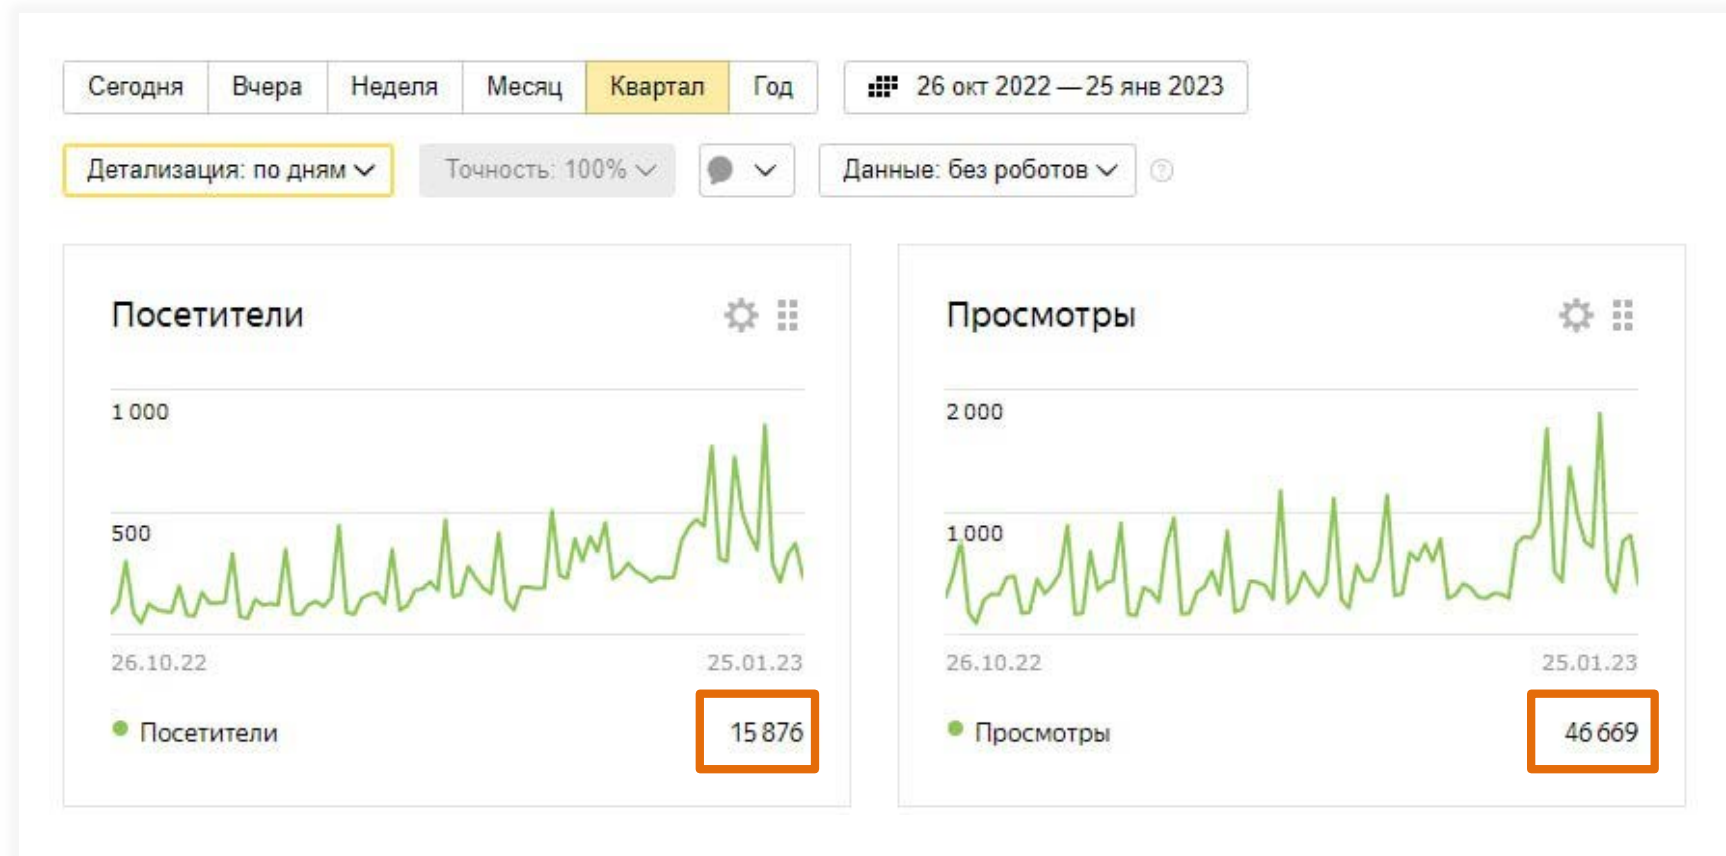 Сегодня Вчера Неделя Месяц Квартал Год 26 окт 2022 — 25 янв 2023
Детализация: по дням Точность: 100% Данные: без роботов ?
Посетители
1 000
500
26.10.22 25.01.23
Посетители 15 876
Просмотры
2 000
1 000
26.10.22 25.01.23
Просмотры 46 669